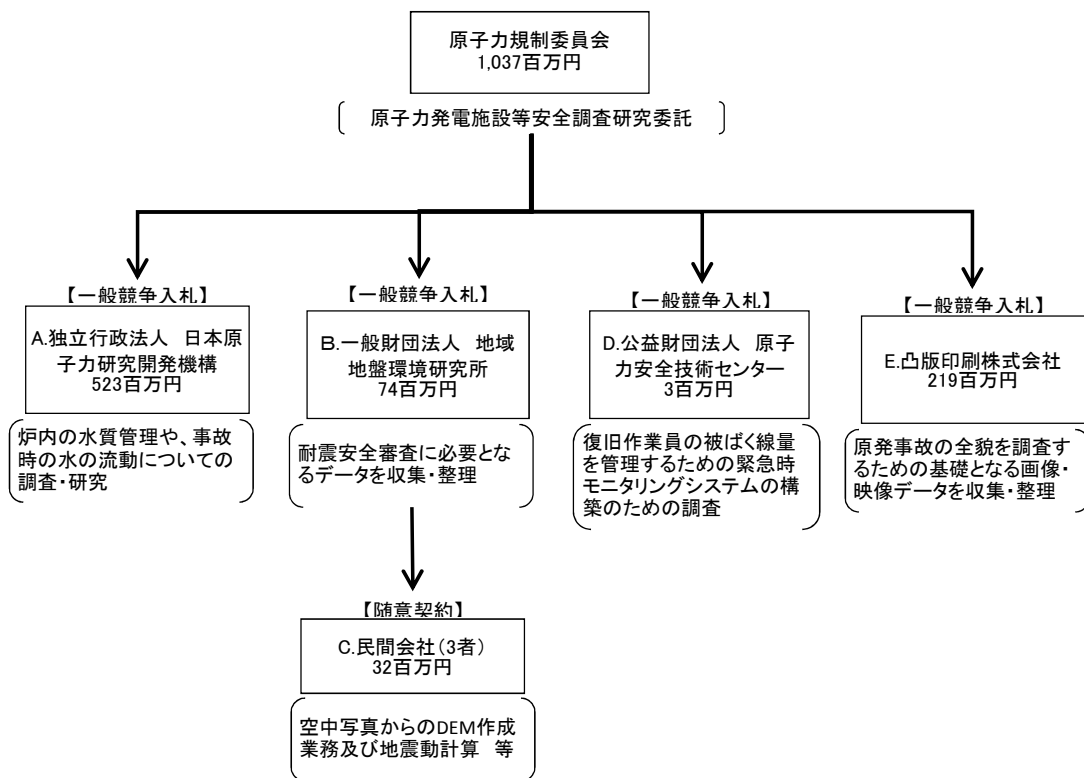 原子力規制委員会
1,037百万円
原子力発電施設等安全調査研究委託
【一般競争入札】
A.独立行政法人　日本原
子力研究開発機構
523百万円
炉内の水質管理や、事故
時の水の流動についての
調査・研究
【一般競争入札】
B.一般財団法人　地域
地盤環境研究所
74百万円
耐震安全審査に必要とな
るデータを収集・整理
【一般競争入札】
D.公益財団法人　原子
力安全技術センター
3百万円
復旧作業員の被ばく線量
を管理するための緊急時
モニタリングシステムの構
築のための調査
【一般競争入札】
E.凸版印刷株式会社
219百万円
原発事故の全貌を調査す
るための基礎となる画像・
映像データを収集・整理
【随意契約】
C.民間会社（3者）
32百万円
空中写真からのDEM作成
業務及び地震動計算　等